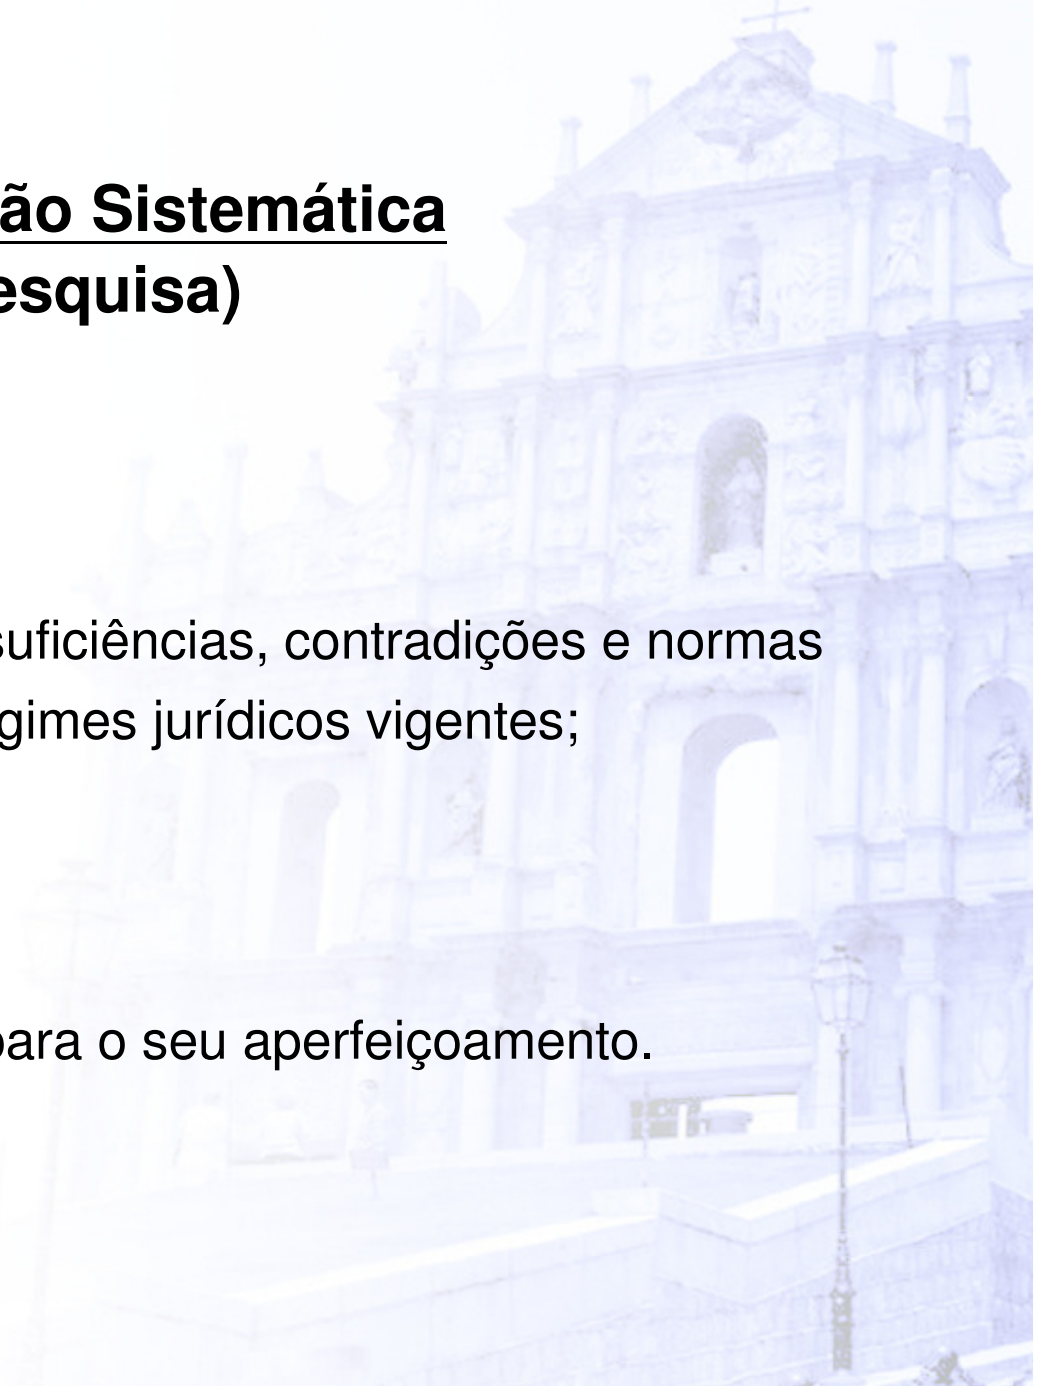 ão Sistemática
esquisa)
suficiências, contradições e normas
gimes jurídicos vigentes;
para o seu aperfeiçoamento.